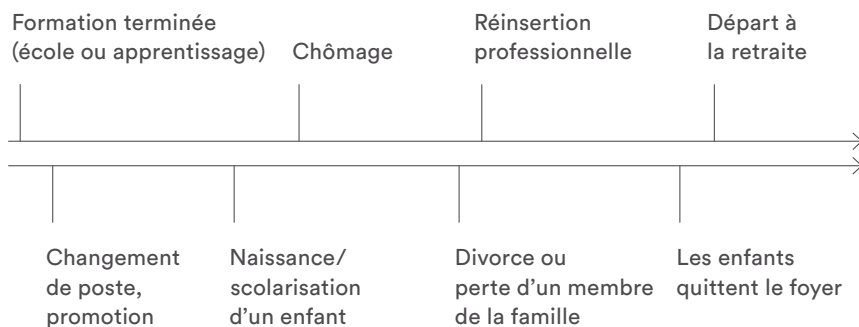 Formation terminée
(école ou apprentissage)
Chômage
Réinsertion
professionnelle
Départ à
la retraite
Changement
de poste,
promotion
Naissance/
scolarisation
d’un enfant
Divorce ou
perte d’un membre
de la famille
Les enfants
quittent le foyer